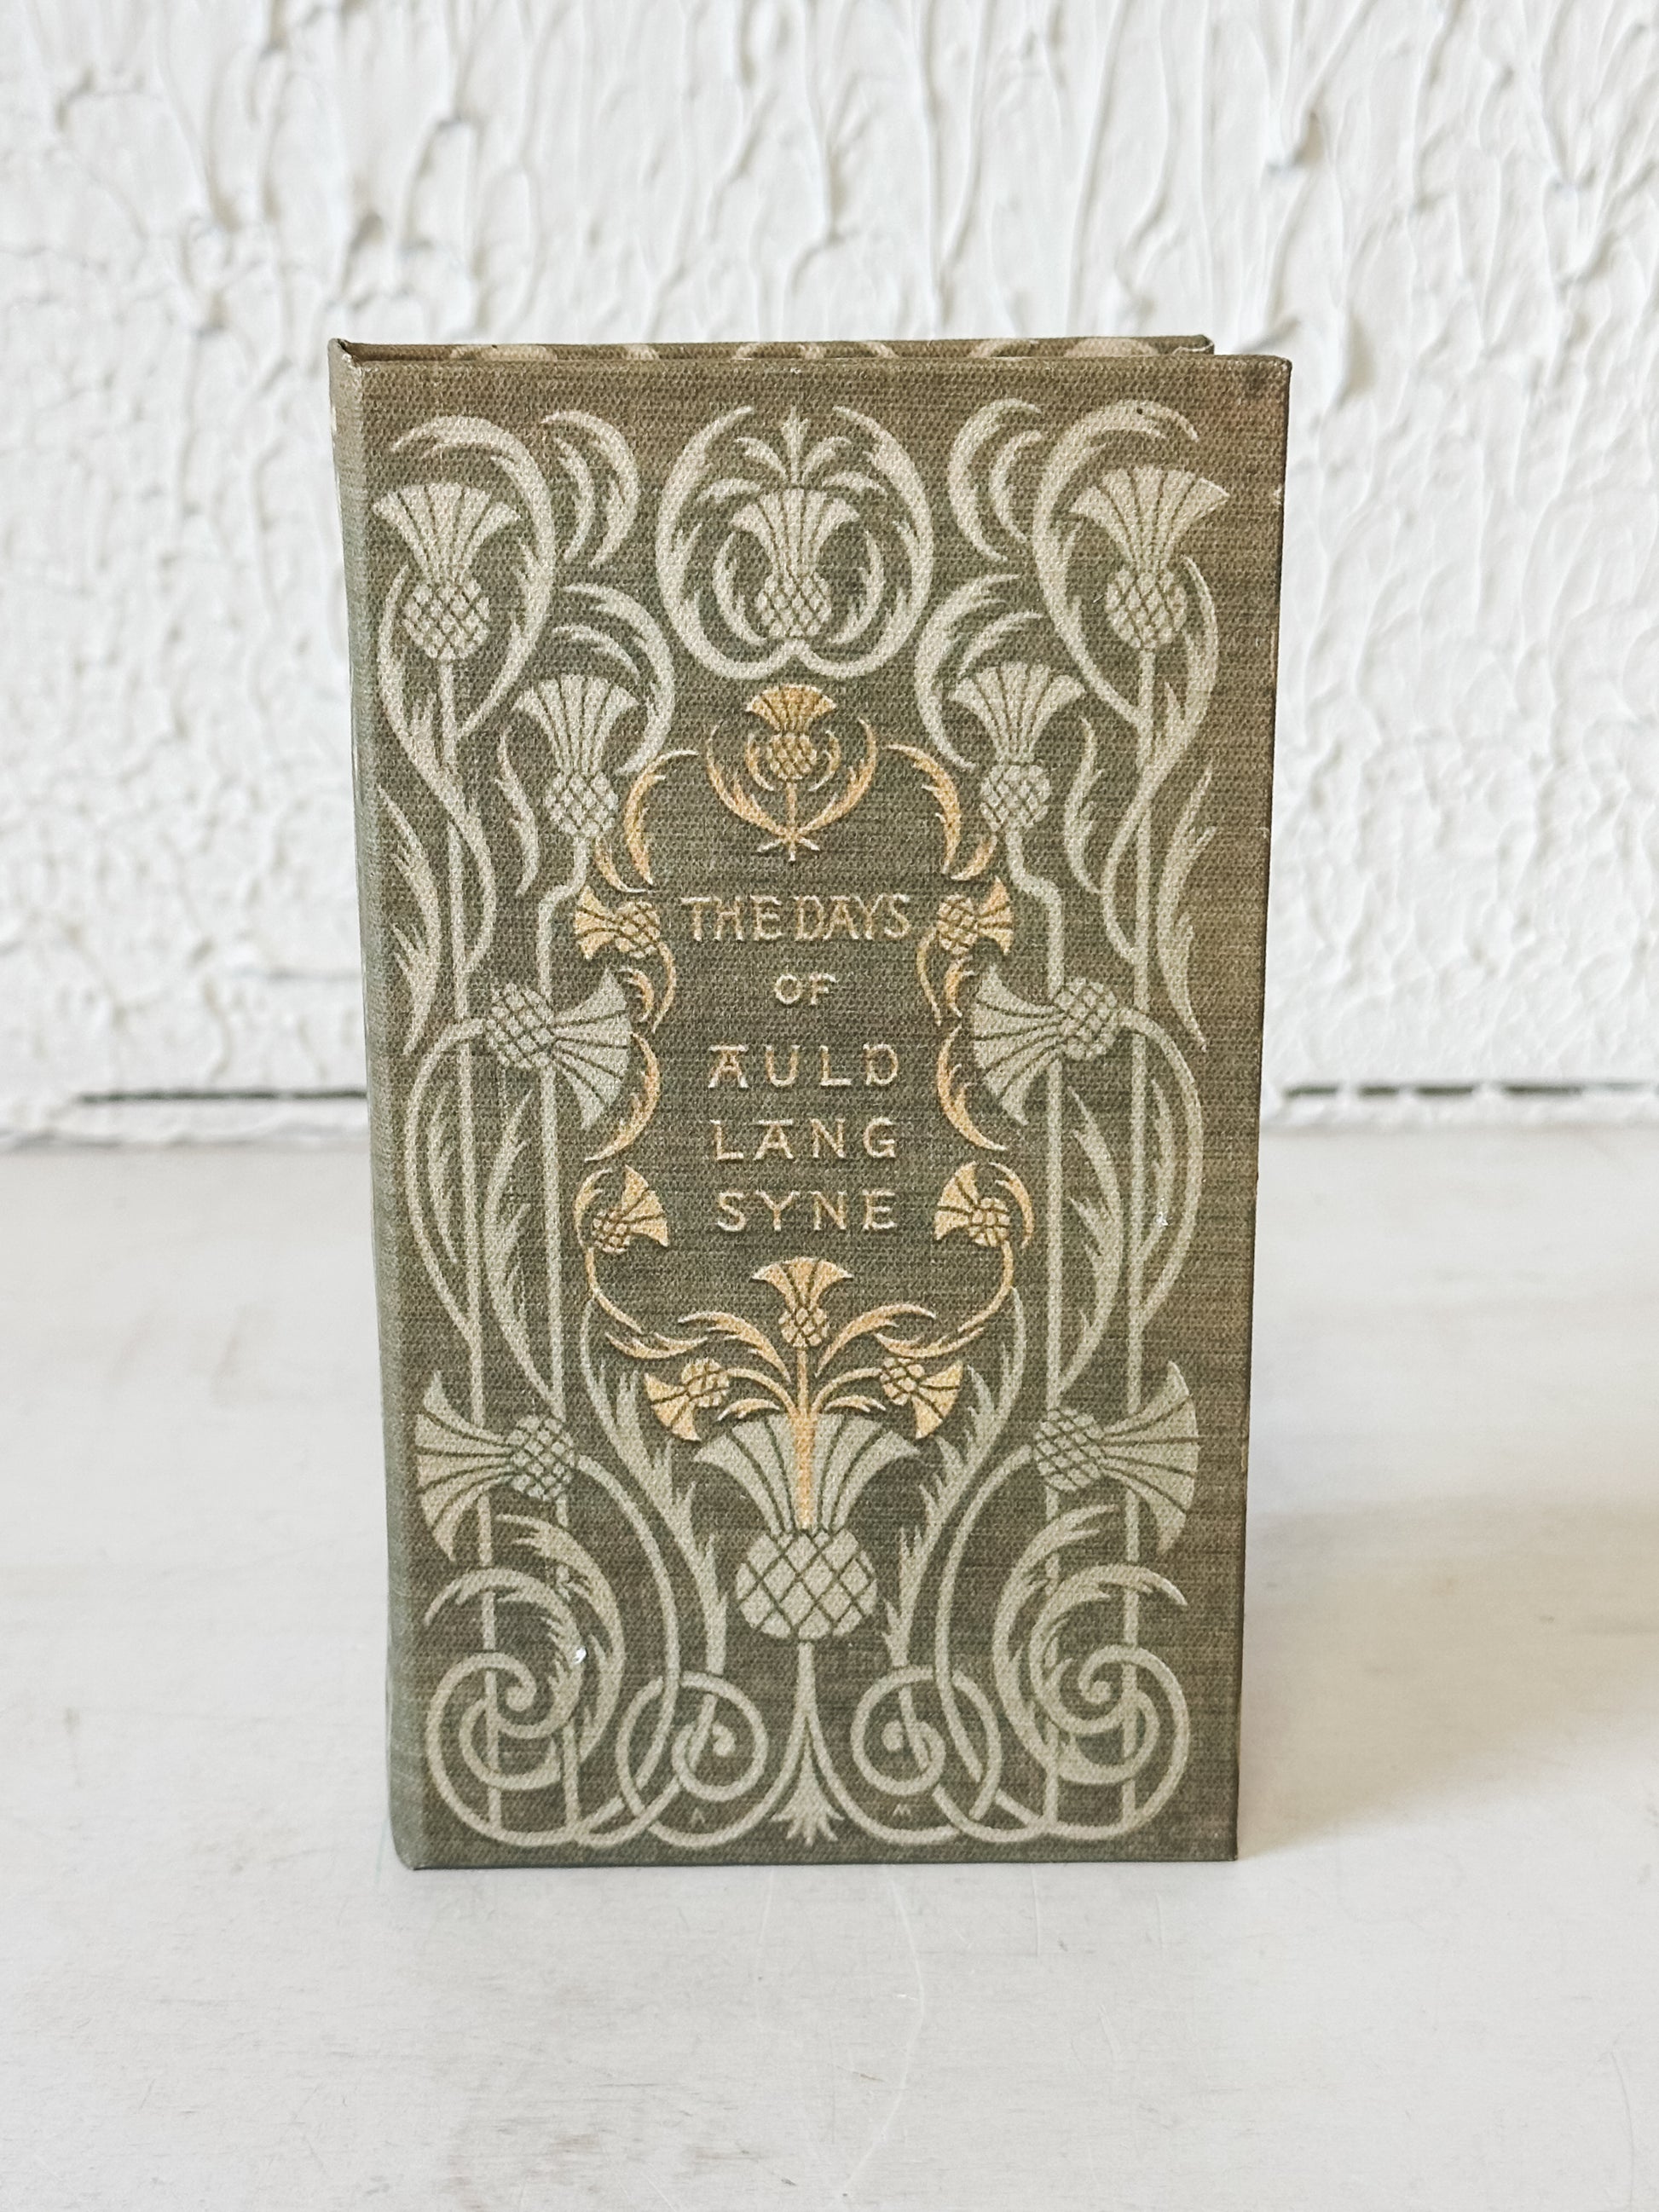 THE DAYS
OF
AULD
LANG
SYNE